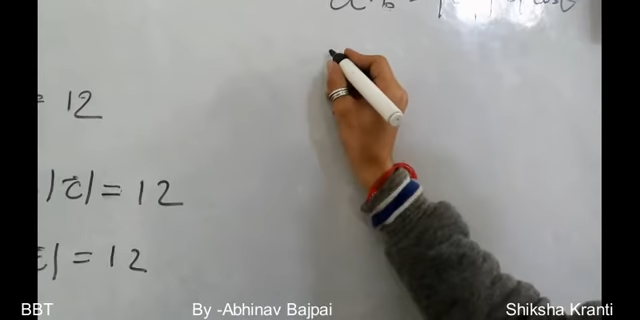 = 12
|c⃗| = 12
| = 12
BBT By -Abhinav Bajpai Shiksha Kranti